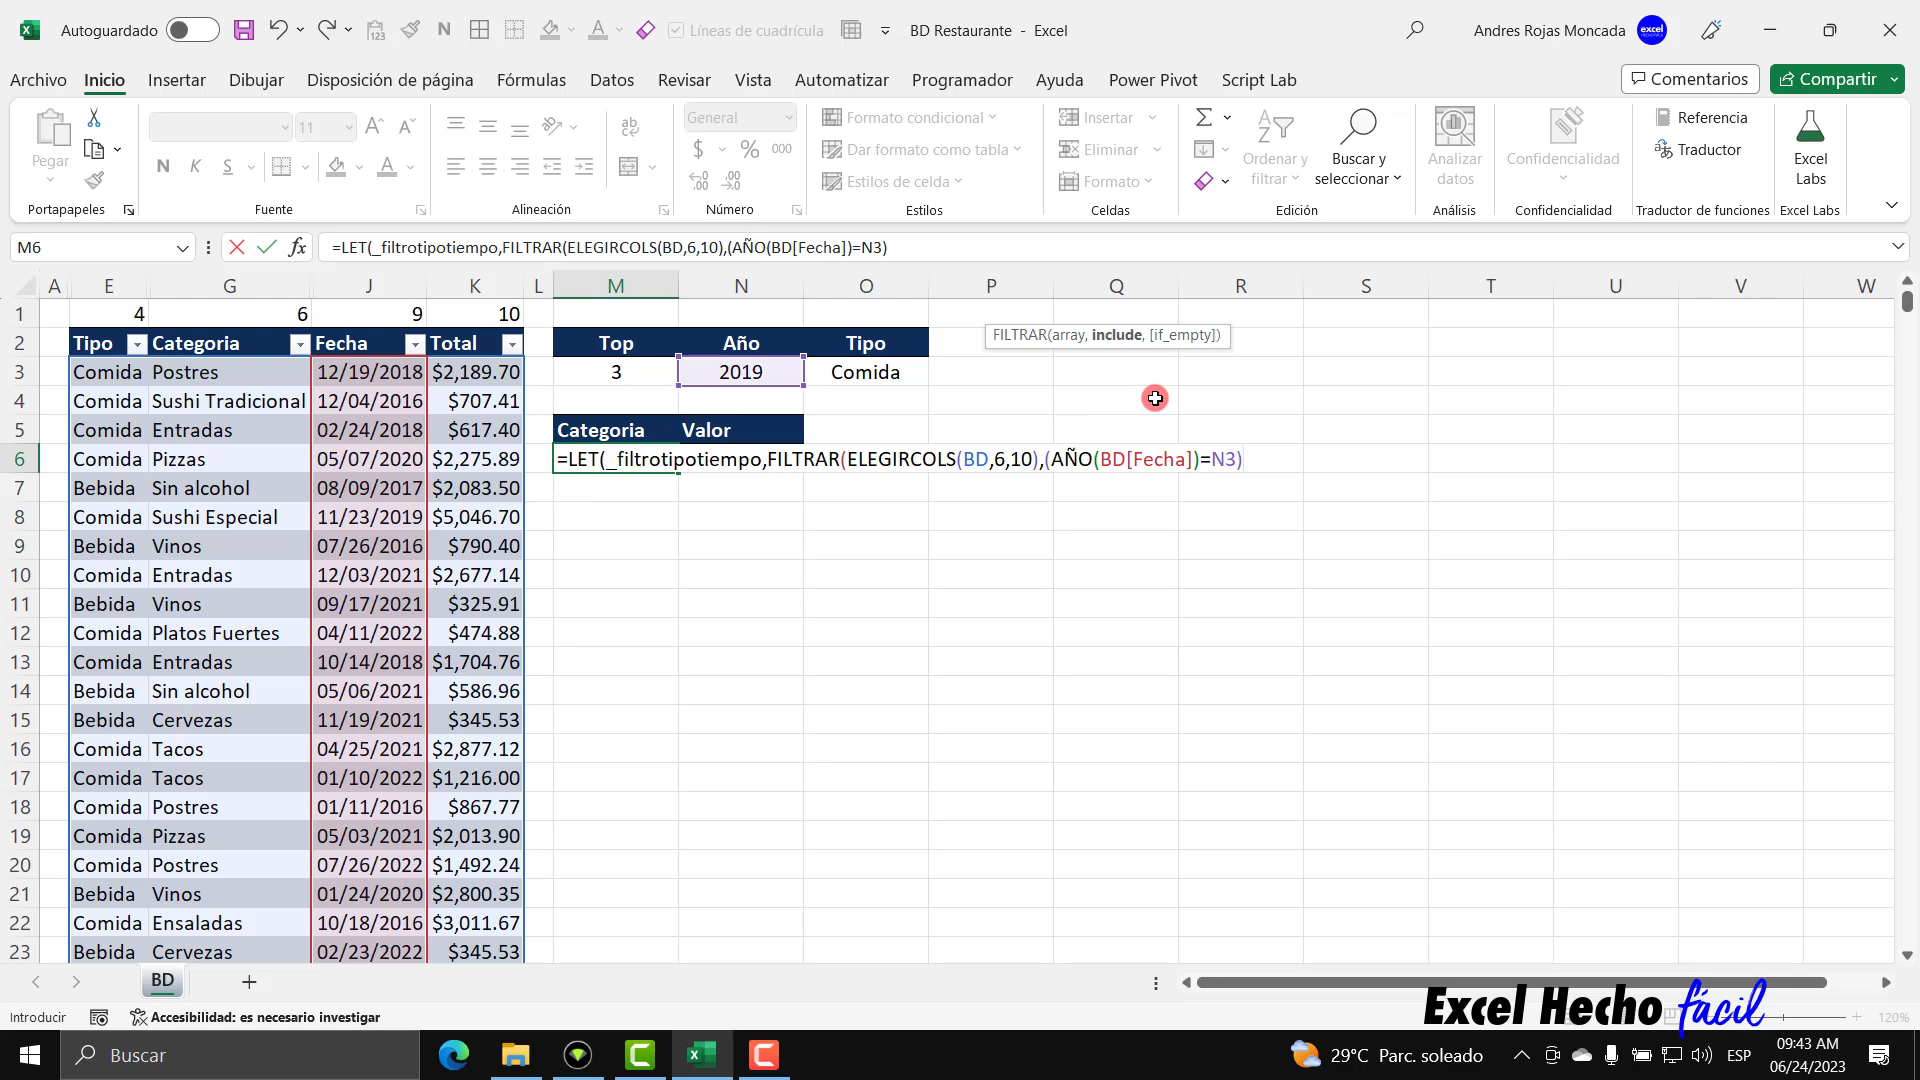 Autoguardado
N
Líneas de cuadrícula
BD Restaurante - Excel
Andres Rojas Moncada
Archivo Inicio Insertar Dibujar Disposición de página Fórmulas Datos Revisar Vista Automatizar Programador Ayuda Power Pivot Script Lab
Comentarios
Compartir
Pegar
Portapapeles
11
N K S
Fuente
Alineación
General
$ % 000
Número
Formato condicional
Dar formato como tabla
Estilos de celda
Estilos
Insertar
Eliminar
Formato
Celdas
Ordenar y filtrar
Buscar y seleccionar
Edición
Analizar datos
Análisis
Confidencialidad
Confidencialidad
Referencia
Traductor
Traductor de funciones
Excel Labs
Excel Labs
M6
fx
=LET(_filtrotipotiempo,FILTRAR(ELEGIRCOLS(BD,6,10),(AÑO(BD[Fecha])=N3)
A E G J K L M N O P Q R S T U V W
1 4 6 9 10
2 Tipo Categoria Fecha Total Top Año Tipo
FILTRAR(array, include, [if_empty])
3 Comida Postres 12/19/2018 $2,189.70 3 2019 Comida
4 Comida Sushi Tradicional 12/04/2016 $707.41
5 Comida Entradas 02/24/2018 $617.40 Categoria Valor
6 Comida Pizzas 05/07/2020 $2,275.89 =LET(_filtrotipotiempo,FILTRAR(ELEGIRCOLS(BD,6,10),(AÑO(BD[Fecha])=N3)
7 Bebida Sin alcohol 08/09/2017 $2,083.50
8 Comida Sushi Especial 11/23/2019 $5,046.70
9 Bebida Vinos 07/26/2016 $790.40
10 Comida Entradas 12/03/2021 $2,677.14
11 Bebida Vinos 09/17/2021 $325.91
12 Comida Platos Fuertes 04/11/2022 $474.88
13 Comida Entradas 10/14/2018 $1,704.76
14 Bebida Sin alcohol 05/06/2021 $586.96
15 Bebida Cervezas 11/19/2021 $345.53
16 Comida Tacos 04/25/2021 $2,877.12
17 Comida Tacos 01/10/2022 $1,216.00
18 Comida Postres 01/11/2016 $867.77
19 Comida Pizzas 05/03/2021 $2,013.90
20 Comida Postres 07/26/2022 $1,492.24
21 Bebida Vinos 01/24/2020 $2,800.35
22 Comida Ensaladas 10/18/2016 $3,011.67
23 Bebida Cervezas 02/23/2022 $345.53
BD
Introducir
Accesibilidad: es necesario investigar
Excel Hecho fácil
120%
Buscar
29°C Parc. soleado
ESP
09:43 AM
06/24/2023